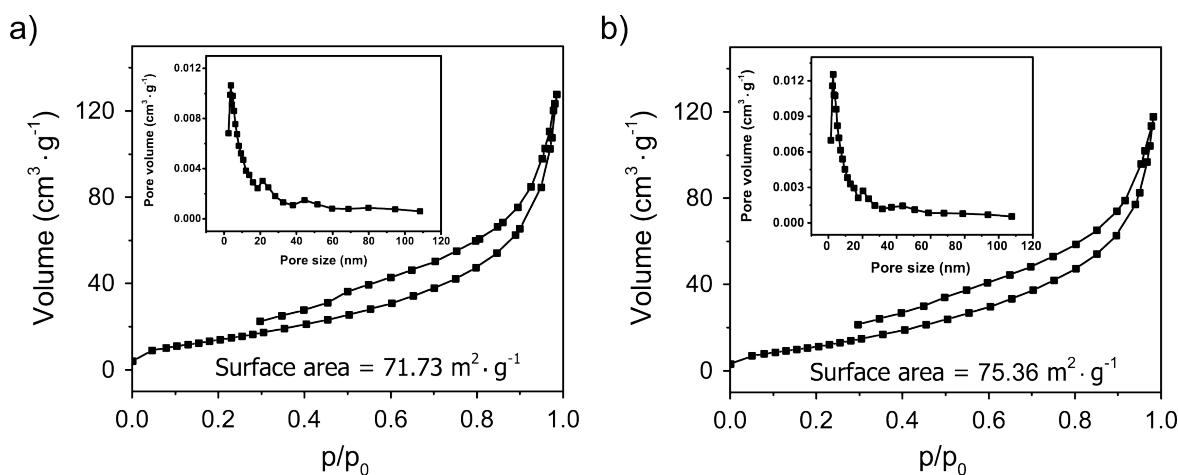 a)
Volume (cm³·g⁻¹)
120
80
40
0
0.0 0.2 0.4 0.6 0.8 1.0
p/p₀
Surface area = 71.73 m²·g⁻¹
Pore volume (cm³·g⁻¹)
0.012
0.008
0.004
0.000
0 20 40 60 80 100 120
Pore size (nm)
b)
Volume (cm³·g⁻¹)
120
80
40
0
0.0 0.2 0.4 0.6 0.8 1.0
p/p₀
Surface area = 75.36 m²·g⁻¹
Pore volume (cm³·g⁻¹)
0.012
0.009
0.006
0.003
0.000
0 20 40 60 80 100 120
Pore size (nm)